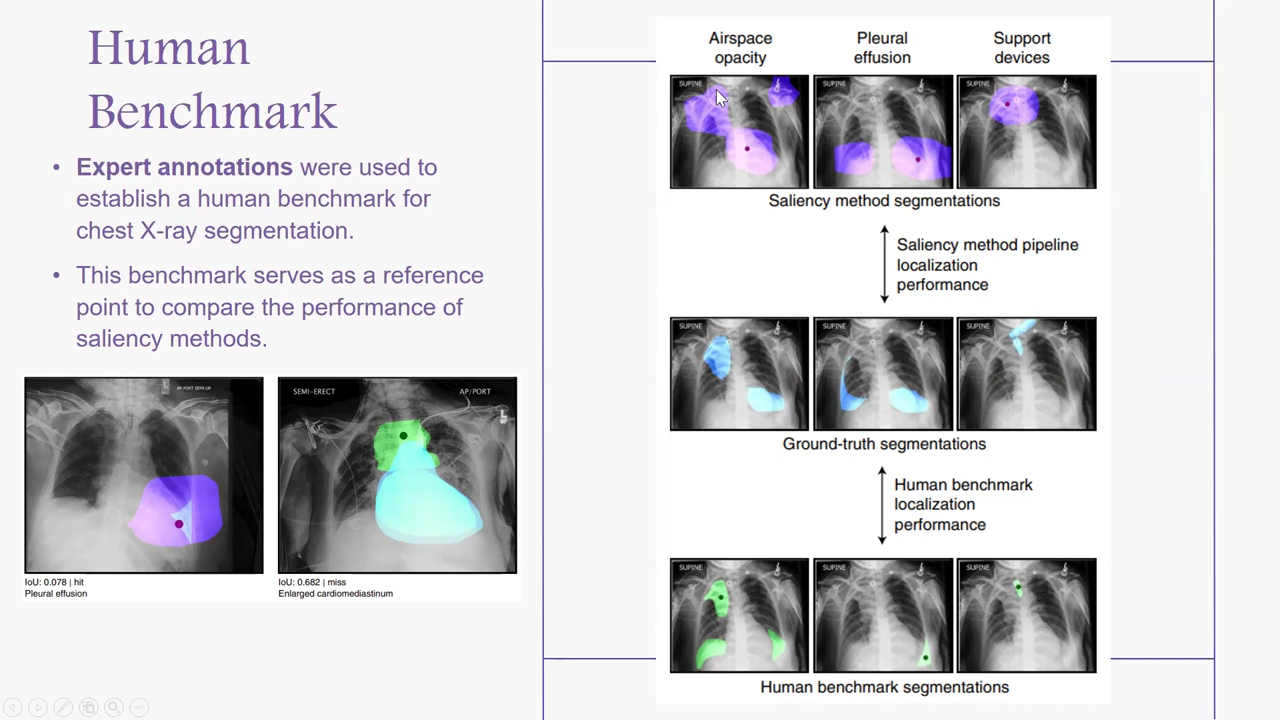 Human
Benchmark
• Expert annotations were used to
establish a human benchmark for
chest X-ray segmentation.
• This benchmark serves as a reference
point to compare the performance of
saliency methods.
L
AP PORT SEMI-UP
IoU: 0.078 | hit
Pleural effusion
SEMI-ERECT
AP/PORT
L
IoU: 0.682 | miss
Enlarged cardiomediastinum
Airspace
opacity
Pleural
effusion
Support
devices
SUPINE
SUPINE
SUPINE
Saliency method segmentations
Saliency method pipeline
localization
performance
SUPINE
SUPINE
SUPINE
Ground-truth segmentations
Human benchmark
localization
performance
SUPINE
SUPINE
SUPINE
Human benchmark segmentations